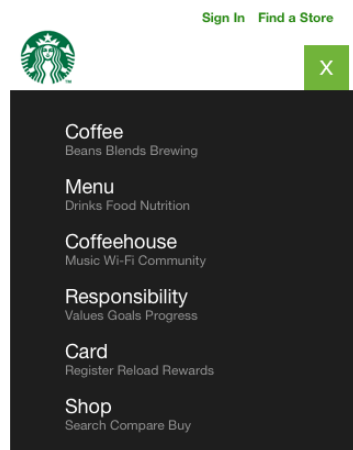 Sign In Find a Store
X
Coffee
Beans Blends Brewing
Menu
Drinks Food Nutrition
Coffeehouse
Music Wi-Fi Community
Responsibility
Values Goals Progress
Card
Register Reload Rewards
Shop
Search Compare Buy